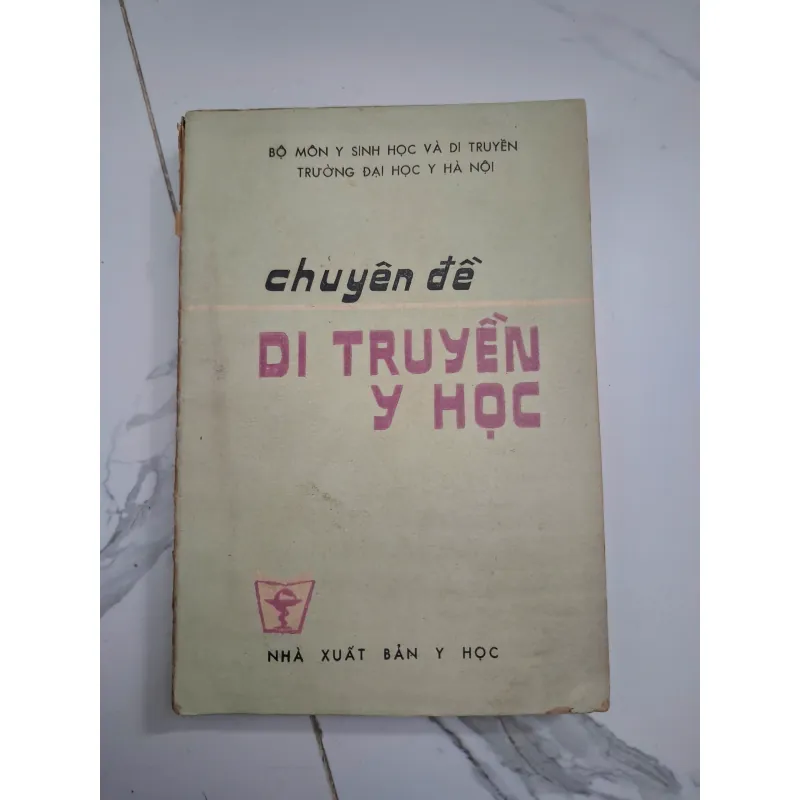 BỘ MÔN Y SINH HỌC VÀ DI TRUYỀN
TRƯỜNG ĐẠI HỌC Y HÀ NỘI
chuyên đề
DI TRUYỀN
Y HỌC
NHÀ XUẤT BẢN Y HỌC